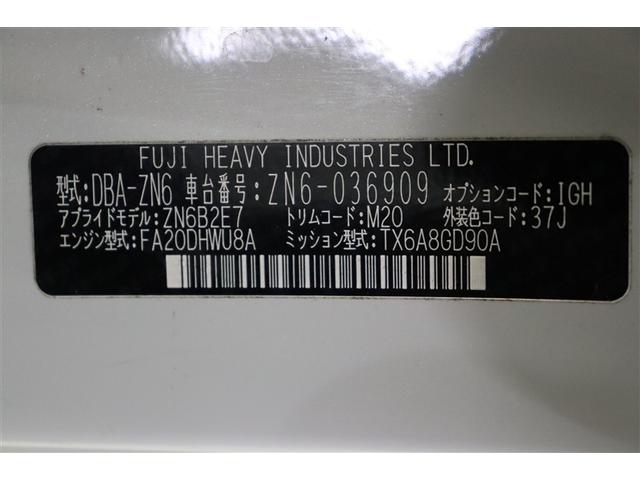 FUJI HEAVY INDUSTRIES LTD.
型式:DBA-ZN6 車台番号:ZN6-036909 オプションコード:IGH
アプライドモデル:ZN6B2E7 トリムコード:M20 外装色コード:37J
エンジン型式:FA20DHWU8A ミッション型式:TX6A8GD90A